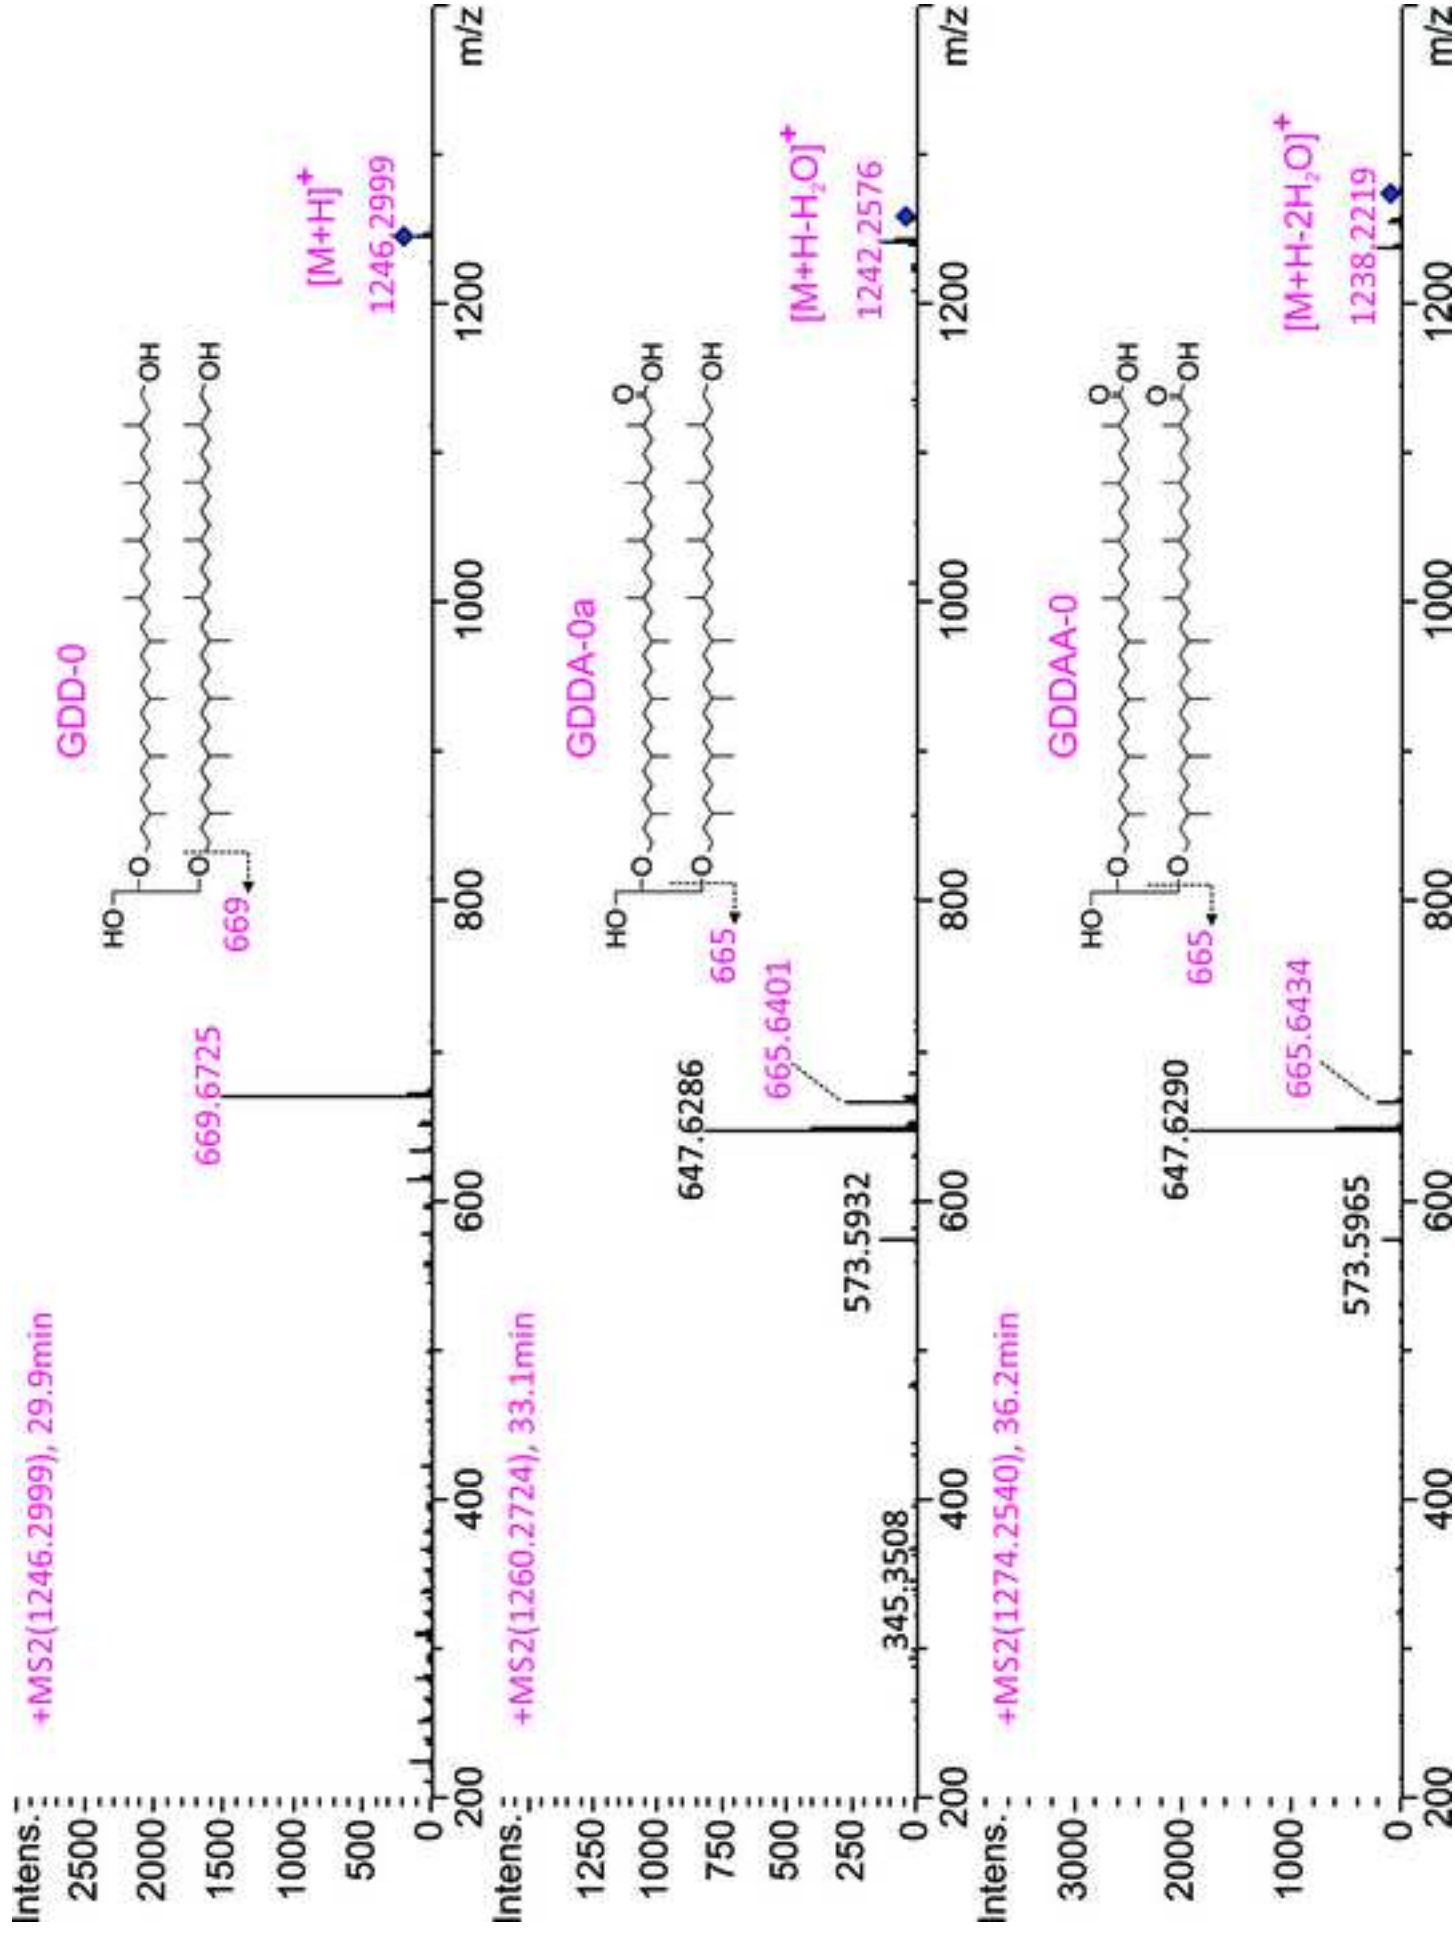 +MS2(1246.2999), 29.9min
GDD-0
Intens.
2500
2000
1500
1000
500
0
HO
O
O
OH
OH
669
669.6725
[M+H]+
1246.2999
200
400
600
800
1000
1200
m/z
+MS2(1260.2724), 33.1min
GDDA-0a
Intens.
1250
1000
750
500
250
0
HO
O
O
O
OH
OH
665
345.3508
573.5932
647.6286
665.6401
[M+H-H₂O]+
1242.2576
200
400
600
800
1000
1200
m/z
+MS2(1274.2540), 36.2min
GDDAA-0
Intens.
3000
2000
1000
0
HO
O
O
O
OH
O
OH
665
573.5965
647.6290
665.6434
[M+H-2H₂O]+
1238.2219
200
400
600
800
1000
1200
m/z